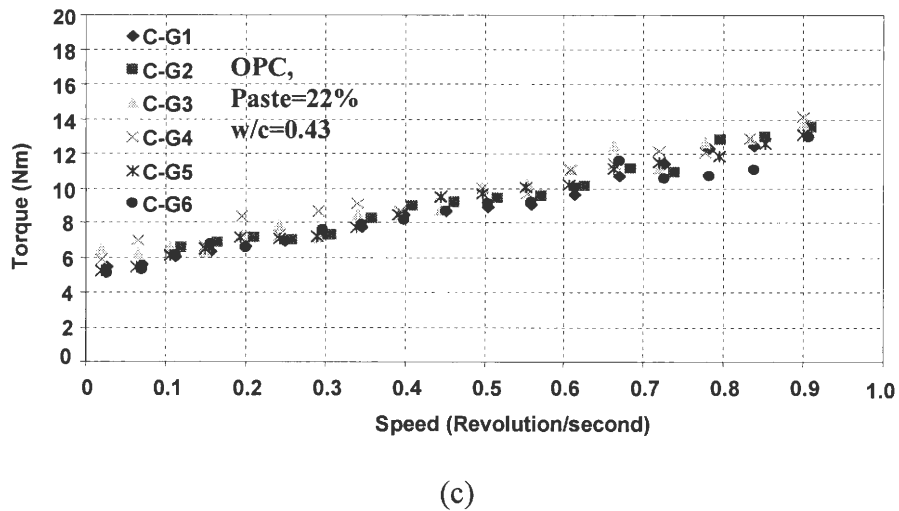 20
18
16
14
12
10
8
6
4
2
0
Torque (Nm)
C-G1
C-G2
C-G3
C-G4
C-G5
C-G6
OPC,
Paste=22%
w/c=0.43
0 0.1 0.2 0.3 0.4 0.5 0.6 0.7 0.8 0.9 1.0
Speed (Revolution/second)
(c)